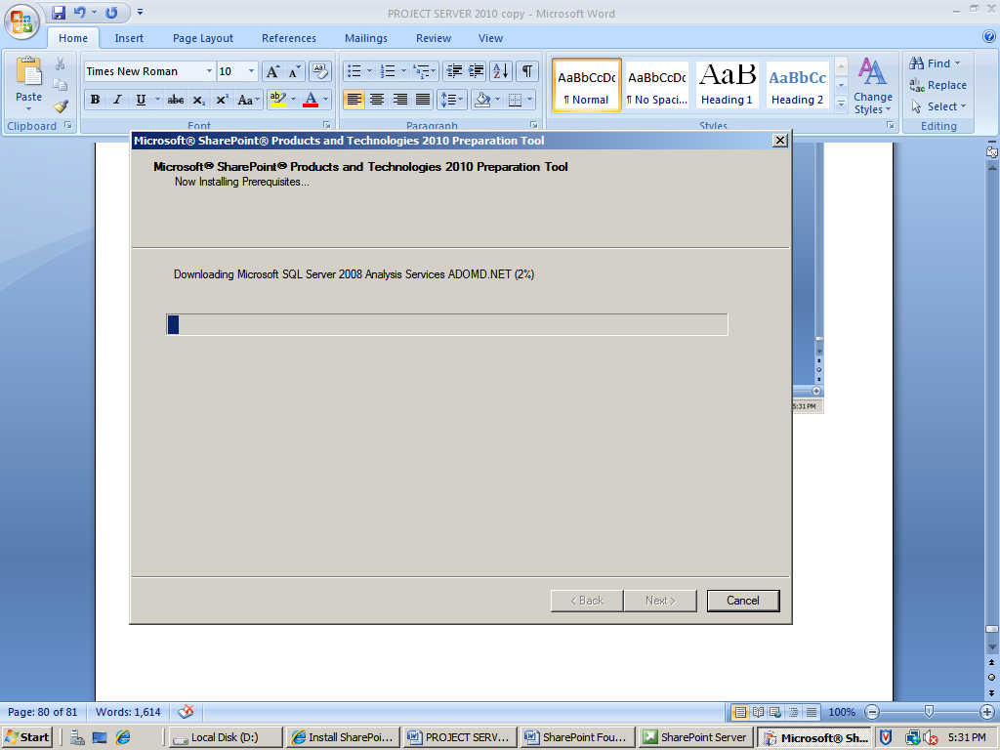 PROJECT SERVER 2010 copy - Microsoft Word
Home Insert Page Layout References Mailings Review View
Paste
Clipboard
Times New Roman 10
B I U abc X₂ X² Aa
Font
Paragraph
AaBbCcDc AaBbCcDc AaB AaBbCc
¶ Normal ¶ No Spaci... Heading 1 Heading 2
Change
Styles
Styles
Find
Replace
Select
Editing
Microsoft® SharePoint® Products and Technologies 2010 Preparation Tool
Microsoft® SharePoint® Products and Technologies 2010 Preparation Tool
Now Installing Prerequisites...
Downloading Microsoft SQL Server 2008 Analysis Services ADOMD.NET (2%)
5:31 PM
< Back Next > Cancel
Page: 80 of 81 Words: 1,614 100%
Start Local Disk (D:) Install SharePoi... PROJECT SERV... SharePoint Fou... SharePoint Server Microsoft® Sh... 5:31 PM